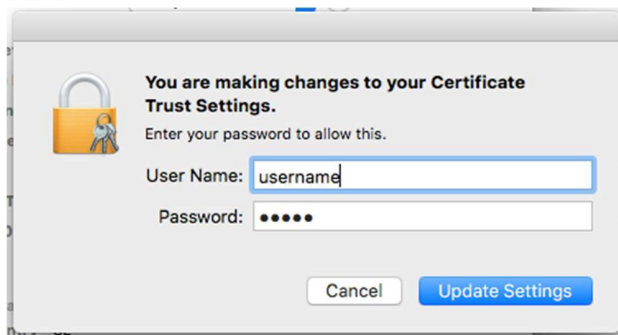 You are making changes to your Certificate
Trust Settings.
Enter your password to allow this.
User Name: username
Password: •••••
Cancel Update Settings